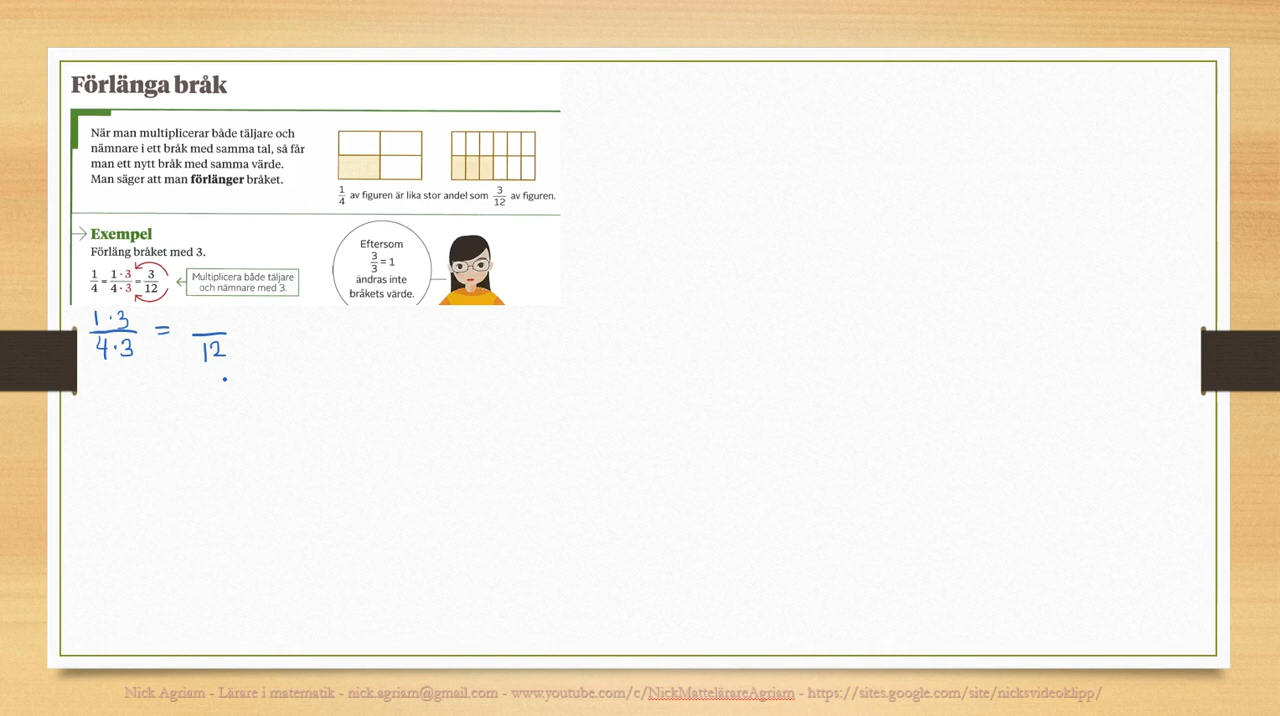 Förlänga bråk
När man multiplicerar både täljare och
nämnare i ett bråk med samma tal, så får
man ett nytt bråk med samma värde.
Man säger att man förlänger bråket.
1/4 av figuren är lika stor andel som 3/12 av figuren.
Exempel
Förläng bråket med 3.
1/4 = 1 · 3/4 · 3 = 3/12
Multiplicera både täljare
och nämnare med 3.
Eftersom
3/3 = 1
ändras inte
bråkets värde.
1 · 3
4 · 3
=
12
Nick Agriam - Lärare i matematik - nick.agriam@gmail.com - www.youtube.com/c/NickMattelärareAgriam - https://sites.google.com/site/nicksvideoklipp/